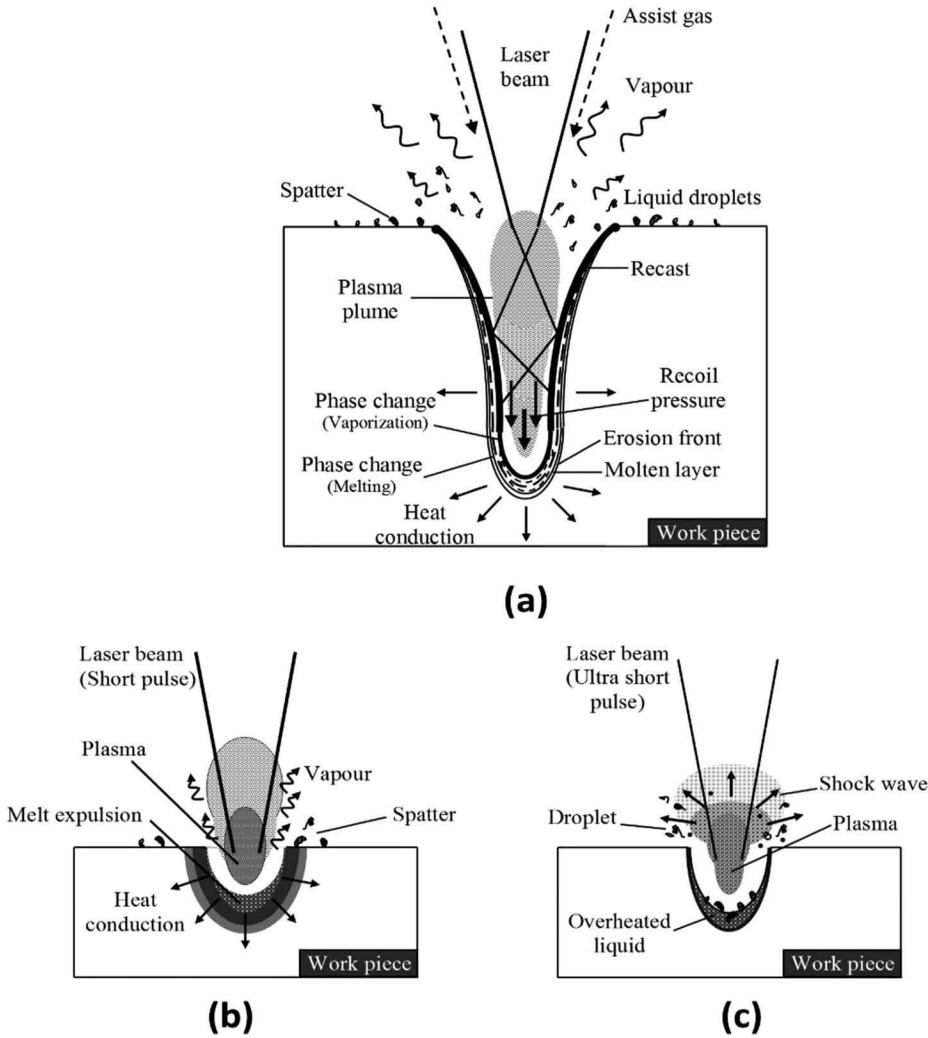 Assist gas
Laser
beam
Vapour
Spatter
Liquid droplets
Recast
Plasma
plume
Recoil
pressure
Phase change
(Vaporization)
Erosion front
Phase change
(Melting)
Molten layer
Heat
conduction
Work piece
(a)
Laser beam
(Short pulse)
Plasma
Vapour
Melt expulsion
Spatter
Heat
conduction
Work piece
(b)
Laser beam
(Ultra short
pulse)
Shock wave
Droplet
Plasma
Overheated
liquid
Work piece
(c)